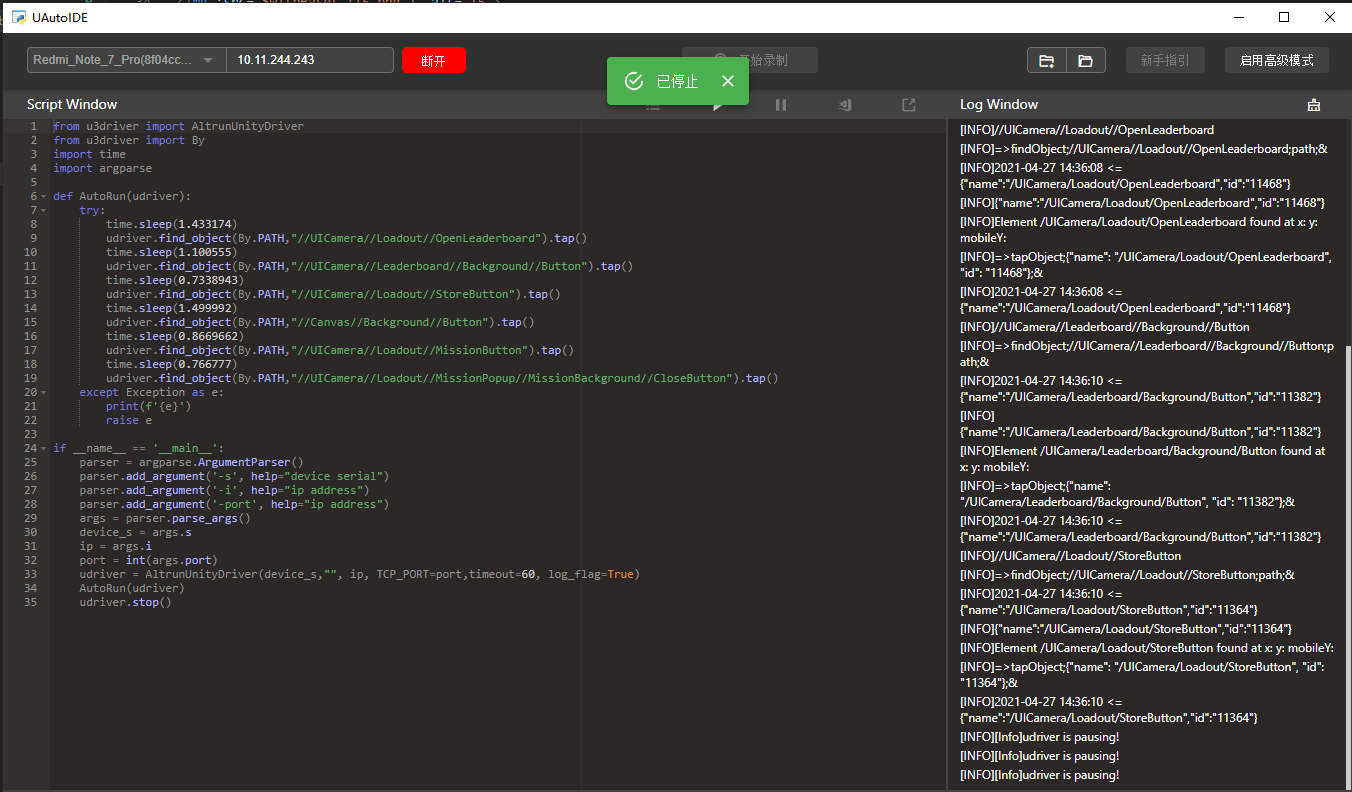 UAutoIDE
Redmi_Note_7_Pro(8f04cc...
10.11.244.243
断开
已停止
始录制
新手指引
启用高级模式
Script Window
1 from u3driver import AltrunUnityDriver
2 from u3driver import By
3 import time
4 import argparse
5
6 def AutoRun(udriver):
7 try:
8 time.sleep(1.433174)
9 udriver.find_object(By.PATH,"//UICamera//Loadout//OpenLeaderboard").tap()
10 time.sleep(1.100555)
11 udriver.find_object(By.PATH,"//UICamera//Leaderboard//Background//Button").tap()
12 time.sleep(0.7338943)
13 udriver.find_object(By.PATH,"//UICamera//Loadout//StoreButton").tap()
14 time.sleep(1.499992)
15 udriver.find_object(By.PATH,"//Canvas//Background//Button").tap()
16 time.sleep(0.8669662)
17 udriver.find_object(By.PATH,"//UICamera//Loadout//MissionButton").tap()
18 time.sleep(0.766777)
19 udriver.find_object(By.PATH,"//UICamera//Loadout//MissionPopup//MissionBackground//CloseButton").tap()
20 except Exception as e:
21 print(f'{e}')
22 raise e
23
24 if __name__ == '__main__':
25 parser = argparse.ArgumentParser()
26 parser.add_argument('-s', help="device serial")
27 parser.add_argument('-i', help="ip address")
28 parser.add_argument('-port', help="ip address")
29 args = parser.parse_args()
30 device_s = args.s
31 ip = args.i
32 port = int(args.port)
33 udriver = AltrunUnityDriver(device_s,"", ip, TCP_PORT=port,timeout=60, log_flag=True)
34 AutoRun(udriver)
35 udriver.stop()
Log Window
[INFO]//UICamera//Loadout//OpenLeaderboard
[INFO]=>findObject;//UICamera//Loadout//OpenLeaderboard;path;&
[INFO]2021-04-27 14:36:08 <=
{"name":"/UICamera/Loadout/OpenLeaderboard","id":"11468"}
[INFO]{"name":"/UICamera/Loadout/OpenLeaderboard","id":"11468"}
[INFO]Element /UICamera/Loadout/OpenLeaderboard found at x: y:
mobileY:
[INFO]=>tapObject;{"name": "/UICamera/Loadout/OpenLeaderboard",
"id": "11468"};&
[INFO]2021-04-27 14:36:08 <=
{"name":"/UICamera/Loadout/OpenLeaderboard","id":"11468"}
[INFO]//UICamera//Leaderboard//Background//Button
[INFO]=>findObject;//UICamera//Leaderboard//Background//Button;p
ath;&
[INFO]2021-04-27 14:36:10 <=
{"name":"/UICamera/Leaderboard/Background/Button","id":"11382"}
[INFO]
{"name":"/UICamera/Leaderboard/Background/Button","id":"11382"}
[INFO]Element /UICamera/Leaderboard/Background/Button found at
x: y: mobileY:
[INFO]=>tapObject;{"name":
"/UICamera/Leaderboard/Background/Button", "id": "11382"};&
[INFO]2021-04-27 14:36:10 <=
{"name":"/UICamera/Leaderboard/Background/Button","id":"11382"}
[INFO]//UICamera//Loadout//StoreButton
[INFO]=>findObject;//UICamera//Loadout//StoreButton;path;&
[INFO]2021-04-27 14:36:10 <=
{"name":"/UICamera/Loadout/StoreButton","id":"11364"}
[INFO]{"name":"/UICamera/Loadout/StoreButton","id":"11364"}
[INFO]Element /UICamera/Loadout/StoreButton found at x: y: mobileY:
[INFO]=>tapObject;{"name": "/UICamera/Loadout/StoreButton", "id":
"11364"};&
[INFO]2021-04-27 14:36:10 <=
{"name":"/UICamera/Loadout/StoreButton","id":"11364"}
[INFO][Info]udriver is pausing!
[INFO][Info]udriver is pausing!
[INFO][Info]udriver is pausing!